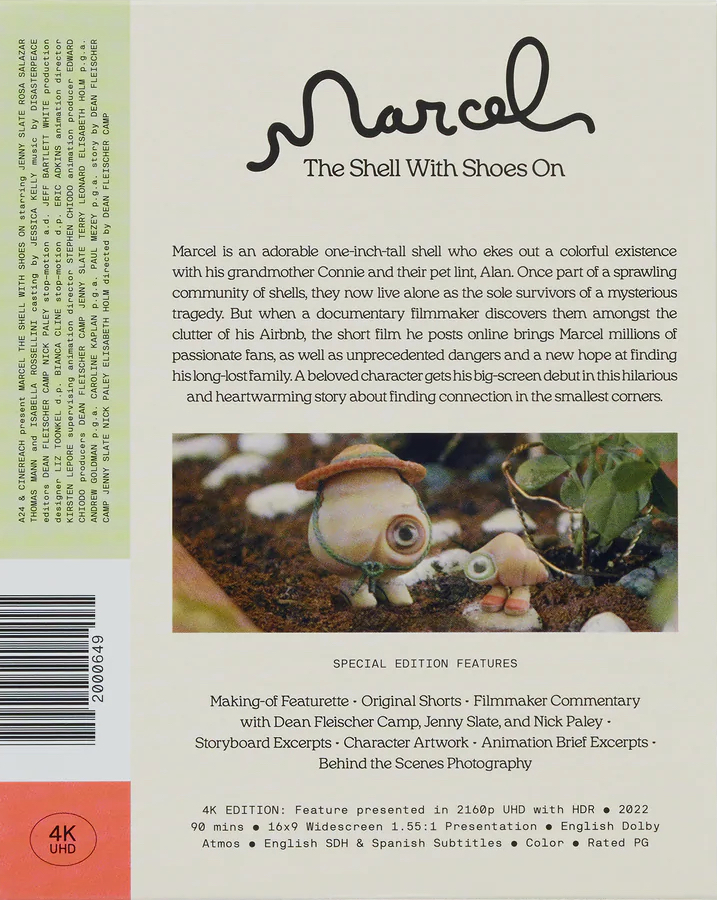 A24 & CINEREACH present MARCEL THE SHELL WITH SHOES ON starring JENNY SLATE ROSA SALAZAR
THOMAS MANN and ISABELLA ROSSELLINI casting by JESSICA KELLY music by DISASTERPEACE
editors DEAN FLEISCHER CAMP NICK PALEY stop-motion a.d. JEFF BARTLETT WHITE production
designer LIZ TOONKEL d.p. BIANCA CLINE stop-motion d.p. ERIC ADKINS animation director
KIRSTEN LEPORE supervising animation director STEPHEN CHIODO animation producer EDWARD
CHIODO producers DEAN FLEISCHER CAMP JENNY SLATE TERRY LEONARD ELISABETH HOLM p.g.a.
ANDREW GOLDMAN p.g.a. CAROLINE KAPLAN p.g.a. PAUL MEZEY p.g.a. story by DEAN FLEISCHER
CAMP JENNY SLATE NICK PALEY ELISABETH HOLM directed by DEAN FLEISCHER CAMP
2000649
4K
UHD
Marcel
The Shell With Shoes On
Marcel is an adorable one-inch-tall shell who ekes out a colorful existence
with his grandmother Connie and their pet lint, Alan. Once part of a sprawling
community of shells, they now live alone as the sole survivors of a mysterious
tragedy. But when a documentary filmmaker discovers them amongst the
clutter of his Airbnb, the short film he posts online brings Marcel millions of
passionate fans, as well as unprecedented dangers and a new hope at finding
his long-lost family. A beloved character gets his big-screen debut in this hilarious
and heartwarming story about finding connection in the smallest corners.
SPECIAL EDITION FEATURES
Making-of Featurette • Original Shorts • Filmmaker Commentary
with Dean Fleischer Camp, Jenny Slate, and Nick Paley •
Storyboard Excerpts • Character Artwork • Animation Brief Excerpts •
Behind the Scenes Photography
4K EDITION: Feature presented in 2160p UHD with HDR ● 2022
90 mins ● 16x9 Widescreen 1.55:1 Presentation ● English Dolby
Atmos ● English SDH & Spanish Subtitles ● Color ● Rated PG